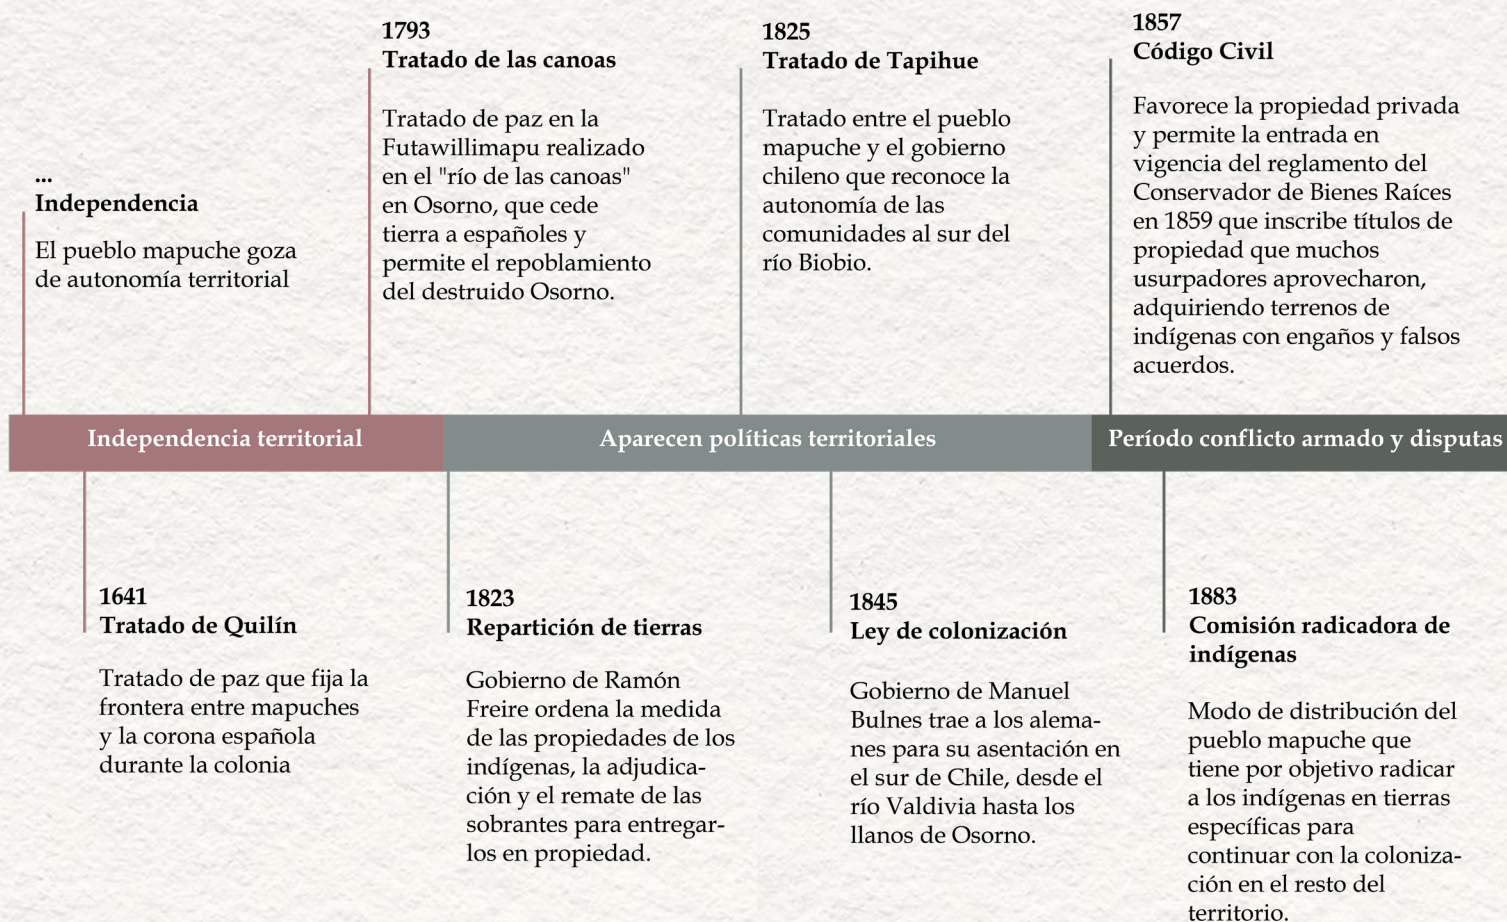 ...
Independencia
El pueblo mapuche goza
de autonomía territorial
1793
Tratado de las canoas
Tratado de paz en la
Futawillimapu realizado
en el "río de las canoas"
en Osorno, que cede
tierra a españoles y
permite el repoblamiento
del destruido Osorno.
1825
Tratado de Tapihue
Tratado entre el pueblo
mapuche y el gobierno
chileno que reconoce la
autonomía de las
comunidades al sur del
río Biobio.
1857
Código Civil
Favorece la propiedad privada
y permite la entrada en
vigencia del reglamento del
Conservador de Bienes Raíces
en 1859 que inscribe títulos de
propiedad que muchos
usurpadores aprovecharon,
adquiriendo terrenos de
indígenas con engaños y falsos
acuerdos.
Independencia territorial
Aparecen políticas territoriales
Período conflicto armado y disputas
1641
Tratado de Quilín
Tratado de paz que fija la
frontera entre mapuches
y la corona española
durante la colonia
1823
Repartición de tierras
Gobierno de Ramón
Freire ordena la medida
de las propiedades de los
indígenas, la adjudica-
ción y el remate de las
sobrantes para entregar-
los en propiedad.
1845
Ley de colonización
Gobierno de Manuel
Bulnes trae a los alema-
nes para su asentación en
el sur de Chile, desde el
río Valdivia hasta los
llanos de Osorno.
1883
Comisión radicadora de
indígenas
Modo de distribución del
pueblo mapuche que
tiene por objetivo radicar
a los indígenas en tierras
específicas para
continuar con la coloniza-
ción en el resto del
territorio.